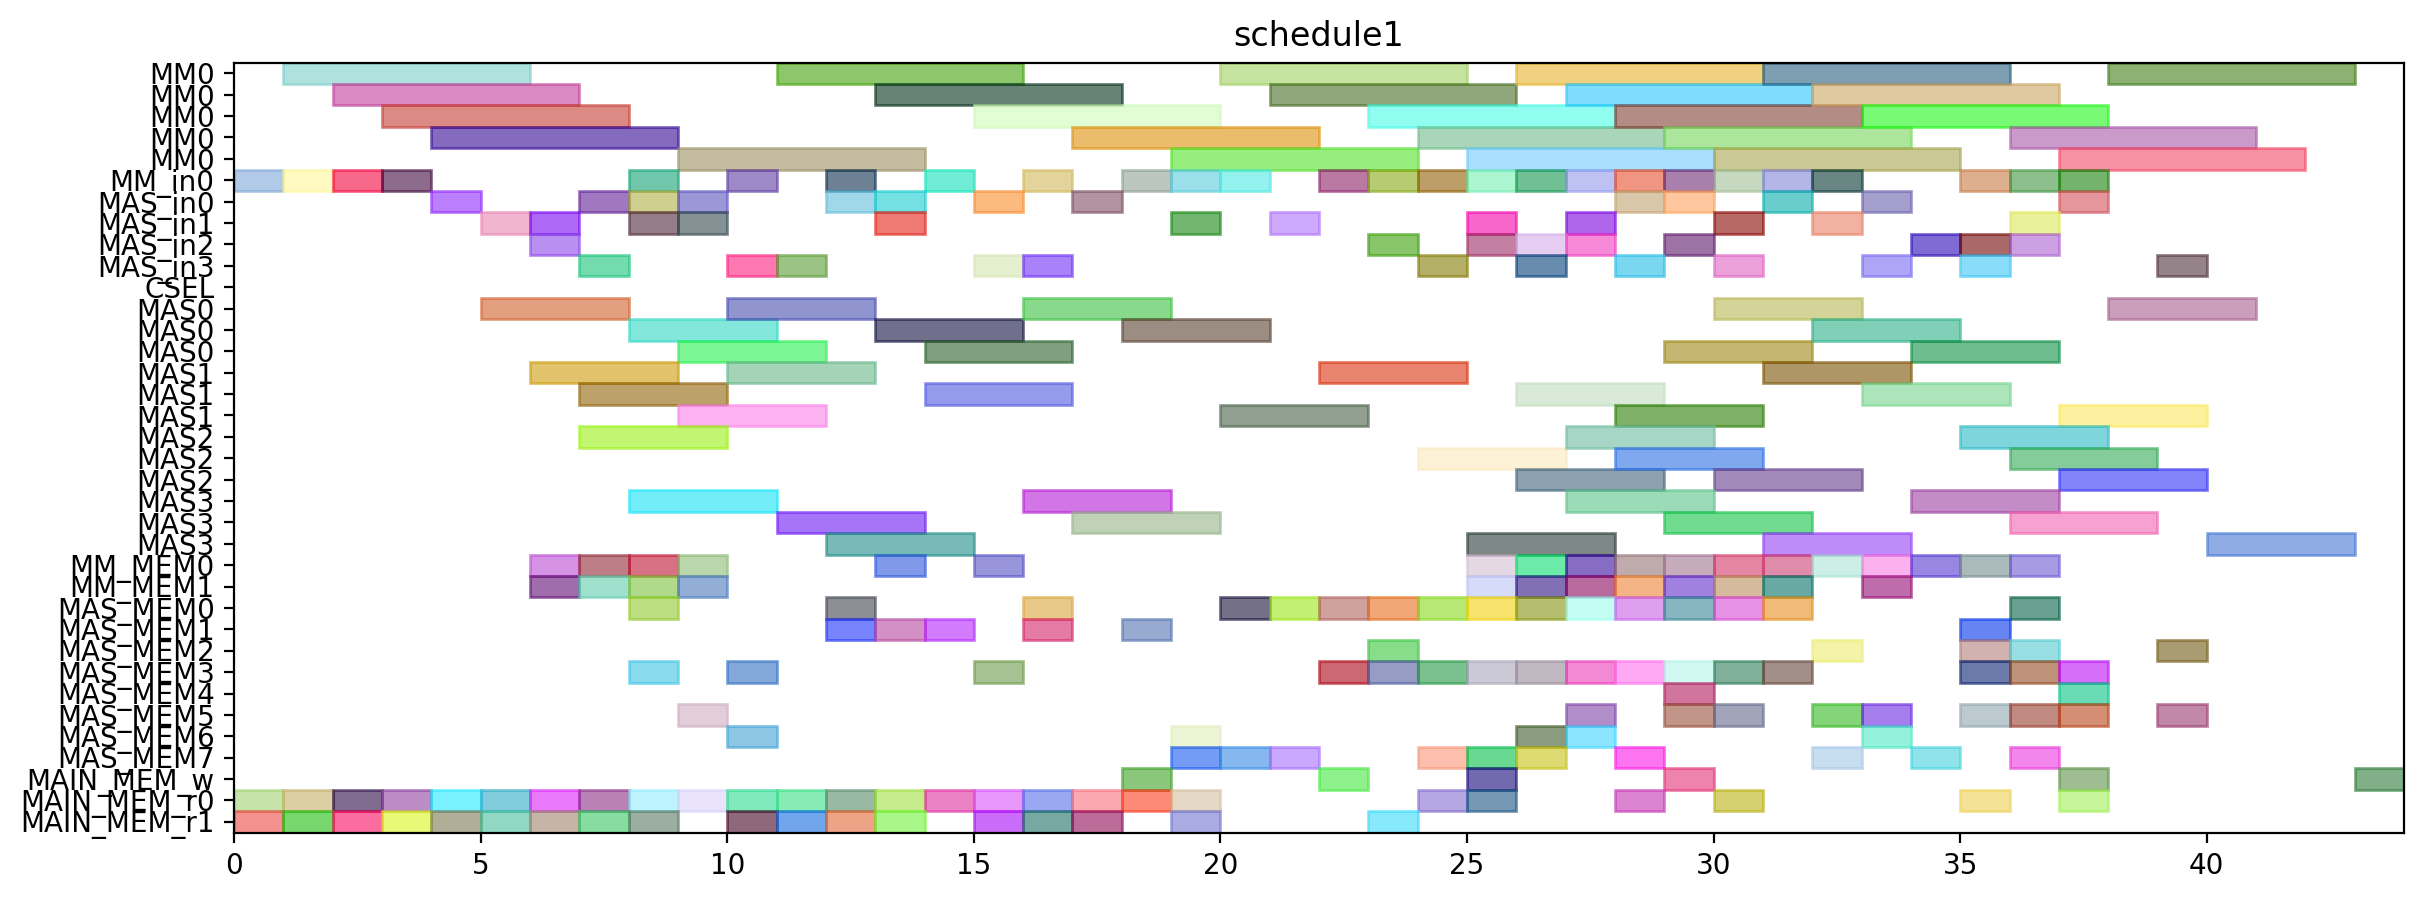 schedule1
MM0
MM0
MM0
MM0
MM0
MM_in0
MAS_in0
MAS_in1
MAS_in2
MAS_in3
CSEL
MAS0
MAS0
MAS0
MAS1
MAS1
MAS1
MAS2
MAS2
MAS2
MAS3
MAS3
MAS3
MM_MEM0
MM_MEM1
MAS_MEM0
MAS_MEM1
MAS_MEM2
MAS_MEM3
MAS_MEM4
MAS_MEM5
MAS_MEM6
MAS_MEM7
MAIN_MEM_w
MAIN_MEM_r0
MAIN_MEM_r1
0 5 10 15 20 25 30 35 40